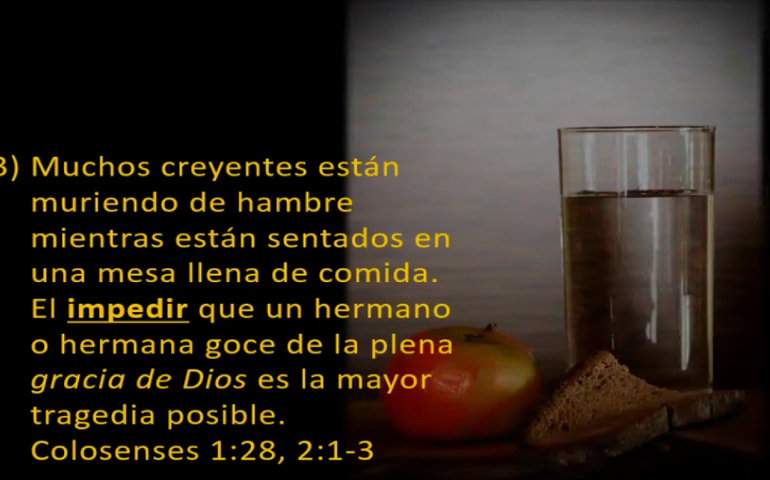 3) Muchos creyentes están
muriendo de hambre
mientras están sentados en
una mesa llena de comida.
El impedir que un hermano
o hermana goce de la plena
gracia de Dios es la mayor
tragedia posible.
Colosenses 1:28, 2:1-3